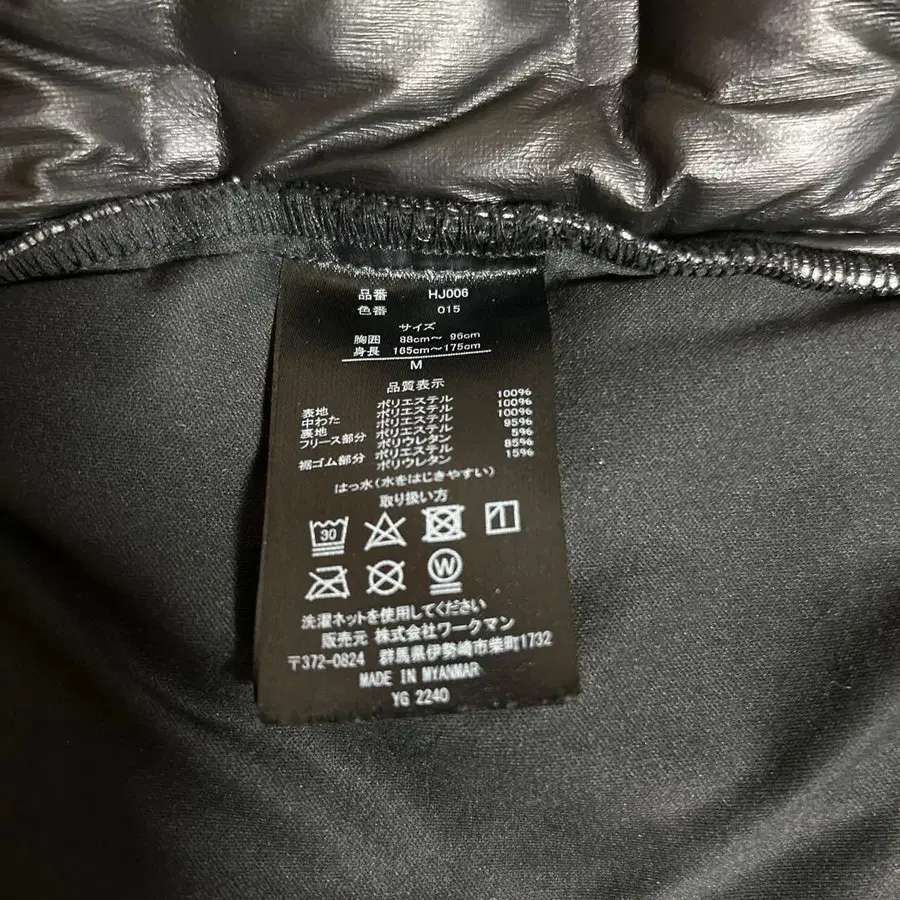 品番 HJ006
色番 015
サイズ
胸囲 88cm～ 96cm
身長 165cm～175cm
M
品質表示
表地 ポリエステル 100%
中わた ポリエステル 100%
裏地 ポリエステル 100%
フリース部分 ポリエステル 95%
ポリウレタン 5%
裾ゴム部分 ポリエステル 85%
ポリウレタン 15%
はっ水(水をはじきやすい)
取り扱い方
30
W
洗濯ネットを使用してください
販売元 株式会社ワークマン
〒372-0824 群馬県伊勢崎市柴町1732
MADE IN MYANMAR
YG 2240